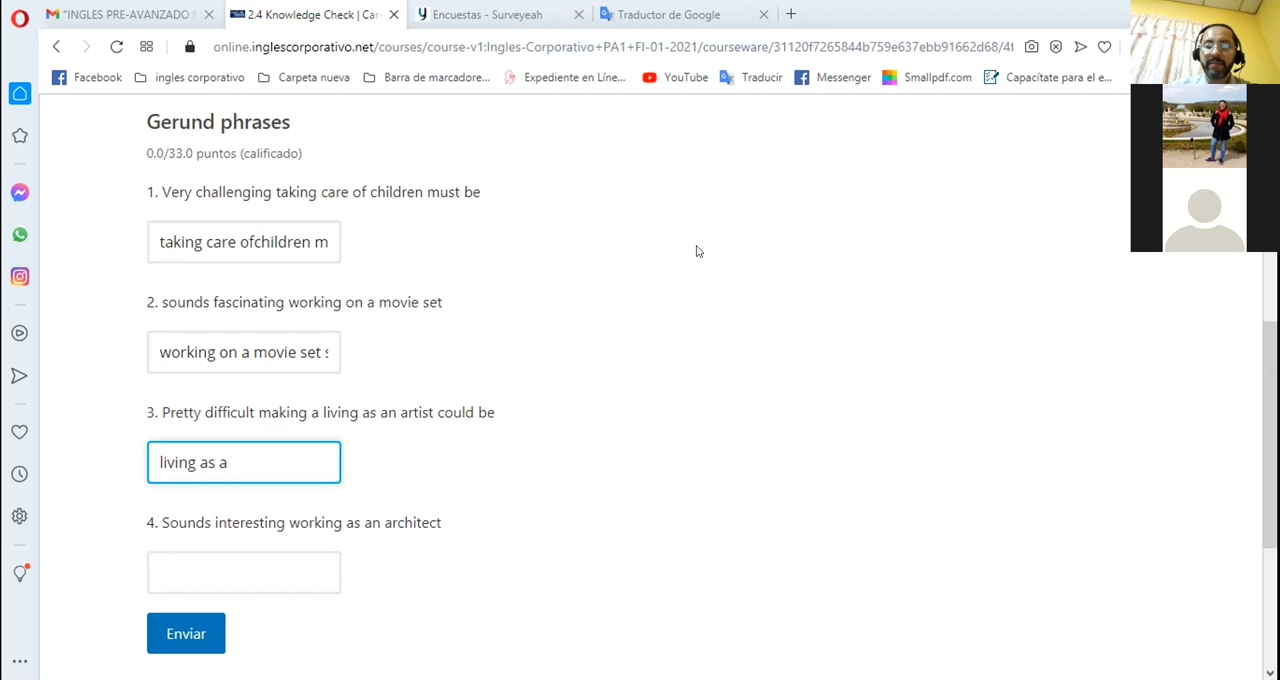 "INGLES PRE-AVANZADO
2.4 Knowledge Check | Car
Encuestas - Surveyeah
Traductor de Google
online.inglescorporativo.net/courses/course-v1:Ingles-Corporativo+PA1+FI-01-2021/courseware/31120f7265844b759e637ebb91662d68/4f
Facebook
ingles corporativo
Carpeta nueva
Barra de marcadore...
Expediente en Líne...
YouTube
Traducir
Messenger
Smallpdf.com
Capacítate para el e...
Gerund phrases
0.0/33.0 puntos (calificado)
1. Very challenging taking care of children must be
taking care ofchildren m
2. sounds fascinating working on a movie set
working on a movie set s
3. Pretty difficult making a living as an artist could be
living as a
4. Sounds interesting working as an architect
Enviar